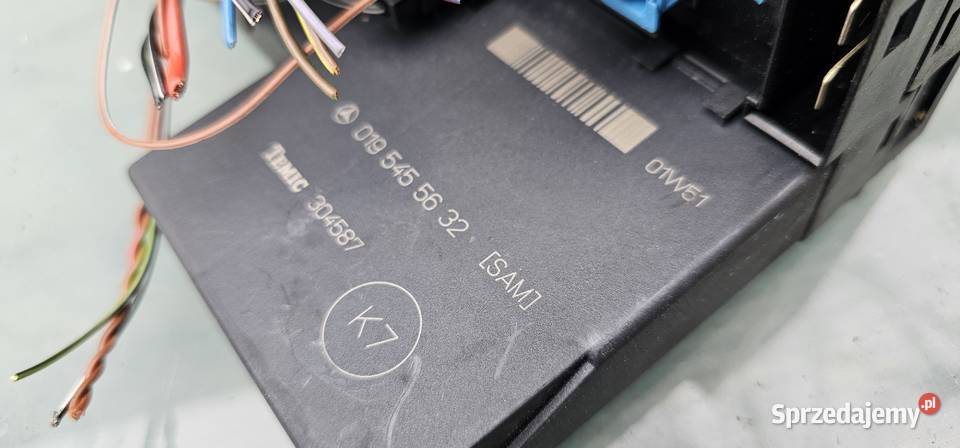 019 545 56 32 [SAM]
TEMIC 304587
K7
01W51
Sprzedajemy.pl